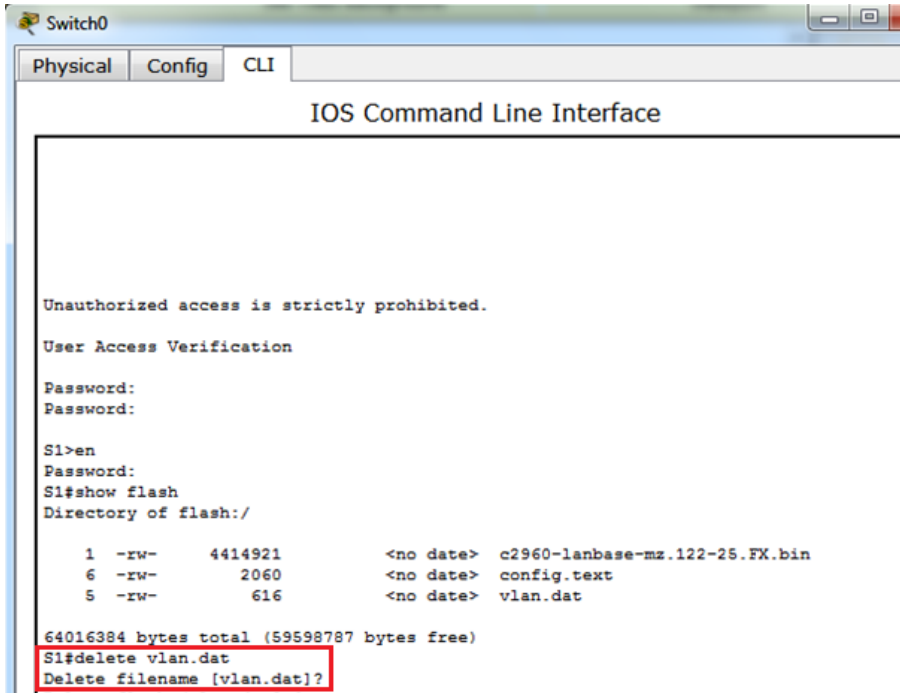 Switch0
Physical Config CLI
IOS Command Line Interface
Unauthorized access is strictly prohibited.
User Access Verification
Password:
Password:
S1>en
Password:
S1#show flash
Directory of flash:/
1 -rw- 4414921 <no date> c2960-lanbase-mz.122-25.FX.bin
6 -rw- 2060 <no date> config.text
5 -rw- 616 <no date> vlan.dat
64016384 bytes total (59598787 bytes free)
S1#delete vlan.dat
Delete filename [vlan.dat]?